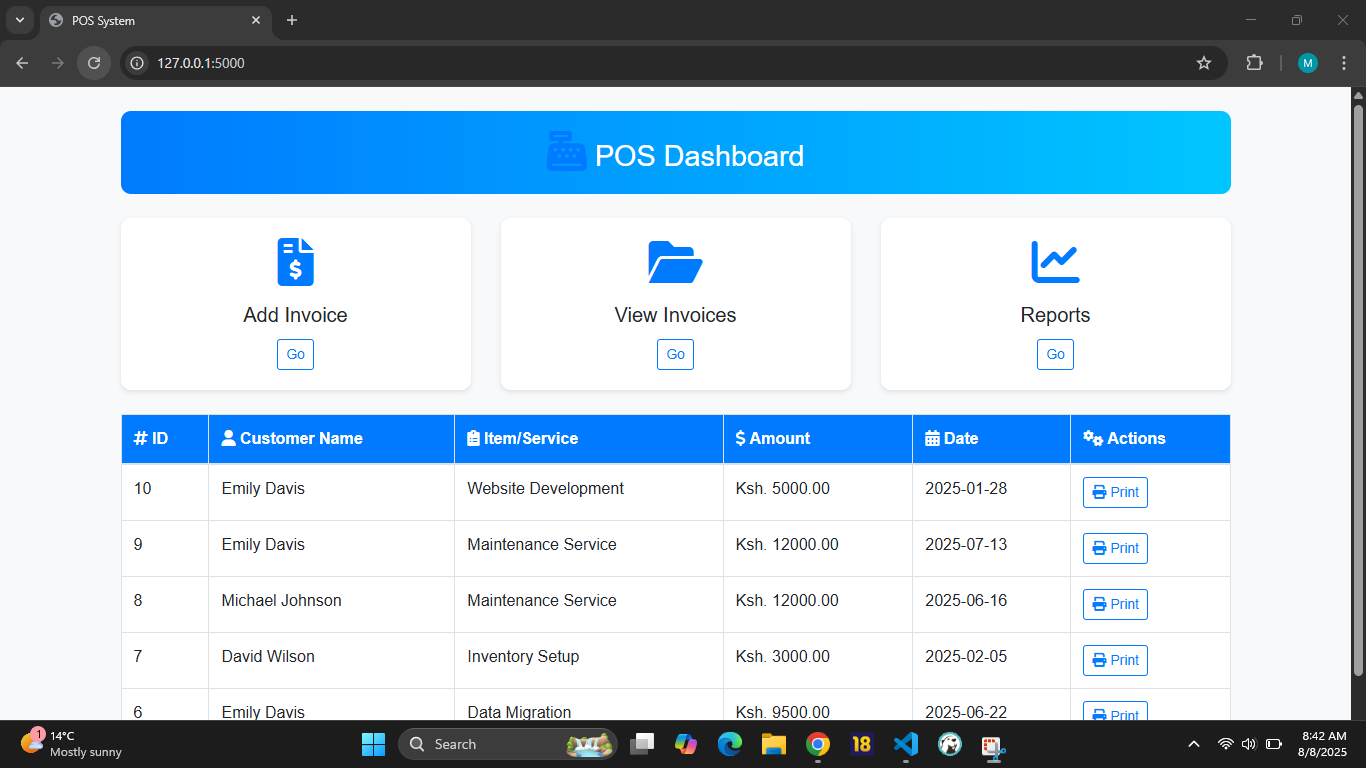 POS System
127.0.0.1:5000
M
POS Dashboard
$
Add Invoice
View Invoices
Reports
Go Go Go
# ID Customer Name Item/Service $ Amount Date Actions
10 Emily Davis Website Development Ksh. 5000.00 2025-01-28 Print
9 Emily Davis Maintenance Service Ksh. 12000.00 2025-07-13 Print
8 Michael Johnson Maintenance Service Ksh. 12000.00 2025-06-16 Print
7 David Wilson Inventory Setup Ksh. 3000.00 2025-02-05 Print
6 Emily Davis Data Migration Ksh. 9500.00 2025-06-22 Print
1
14°C
Mostly sunny
Search
18
8:42 AM
8/8/2025